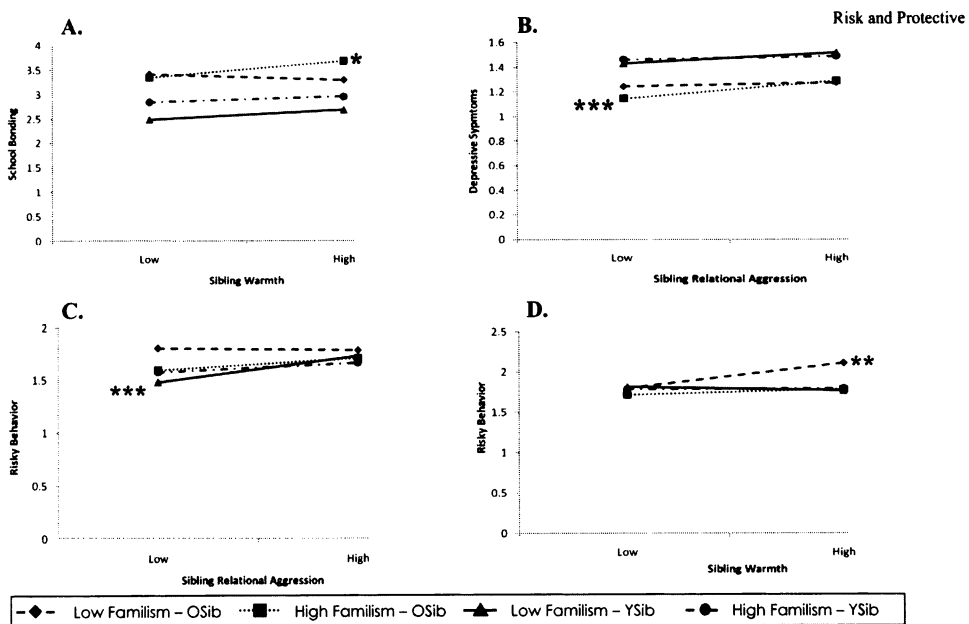 Risk and Protective
A.
4
3.5
3
2.5
2
1.5
1
0.5
0
School Bonding
*
Low
High
Sibling Warmth
B.
1.6
1.4
1.2
1
0.8
0.6
0.4
0.2
0
Depressive Sypmtoms
***
Low
High
Sibling Relational Aggression
C.
2
1.5
1
0.5
0
Risky Behavior
***
Low
High
Sibling Relational Aggression
D.
2.5
2
1.5
1
0.5
0
Risky Behavior
**
Low
High
Sibling Warmth
Low Familism – OSib High Familism – OSib Low Familism – YSib High Familism – YSib